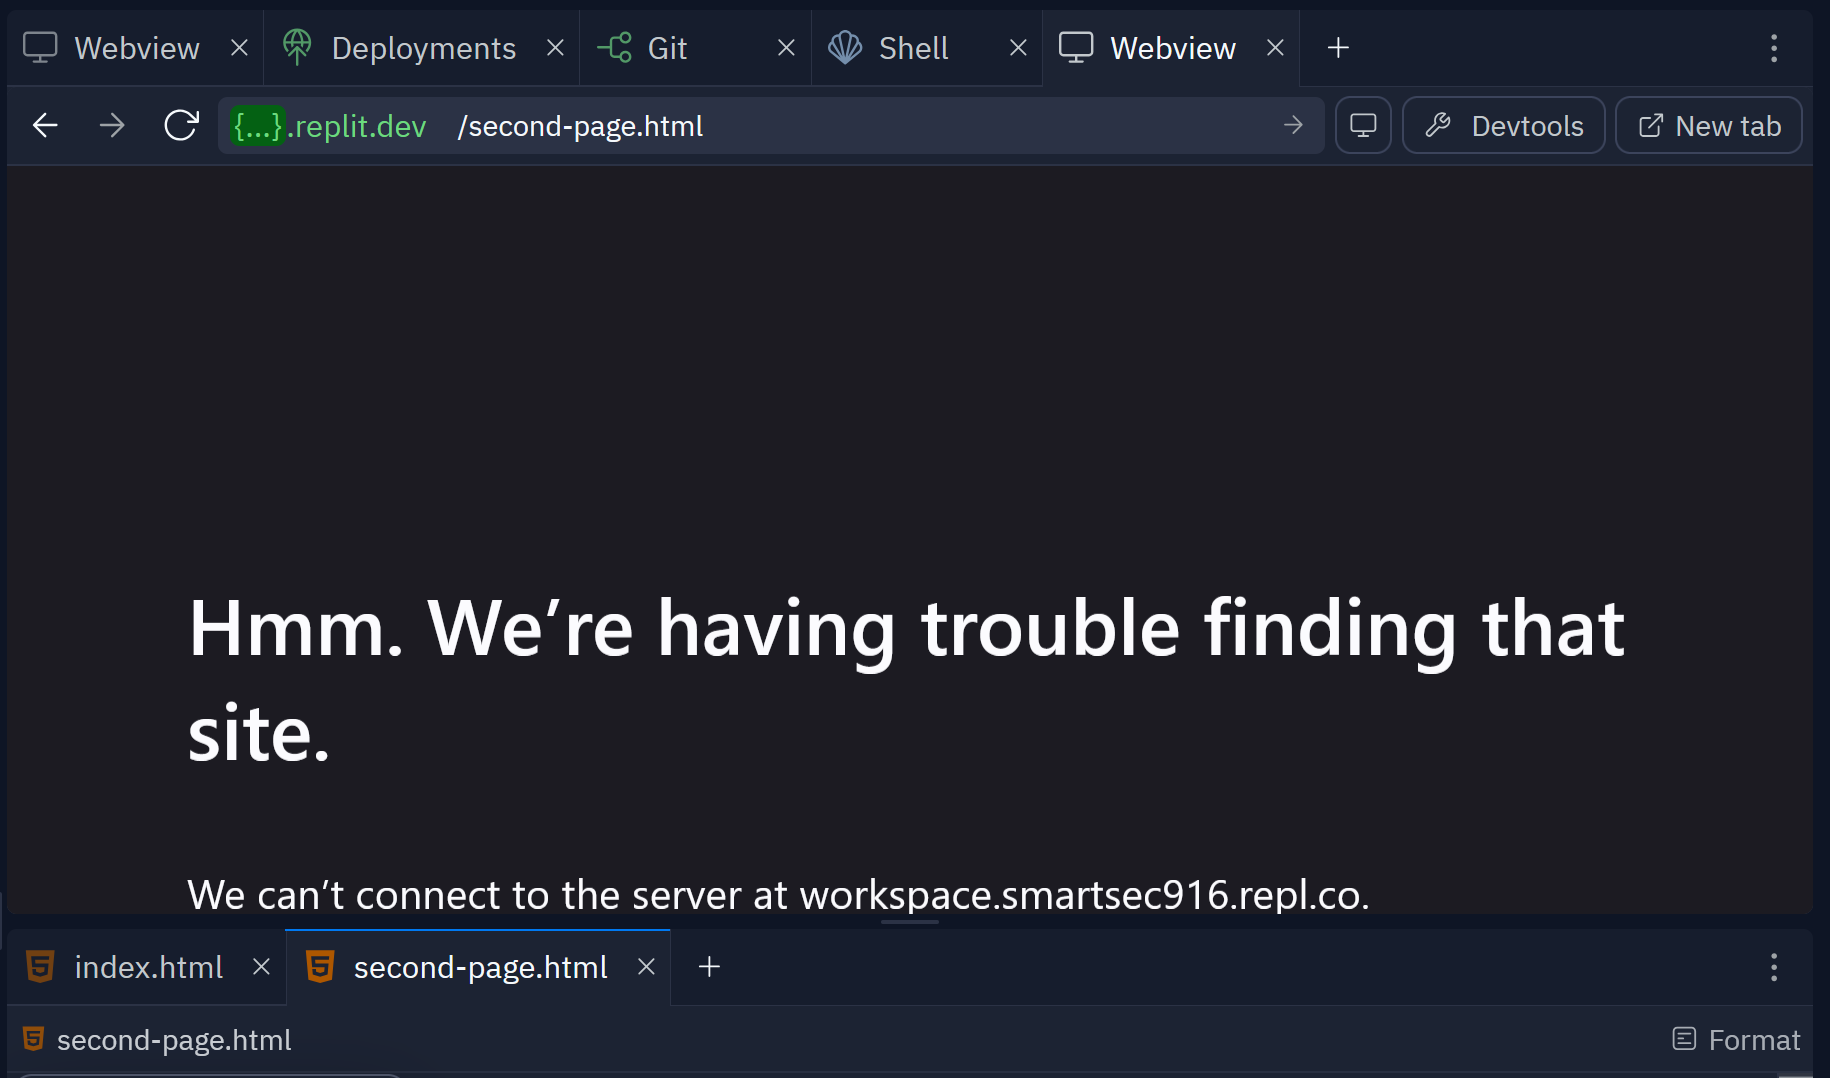 Webview
Deployments
Git
Shell
Webview
{...}.replit.dev /second-page.html
Devtools
New tab
Hmm. We’re having trouble finding that
site.
We can’t connect to the server at workspace.smartsec916.repl.co.
index.html
second-page.html
second-page.html
Format